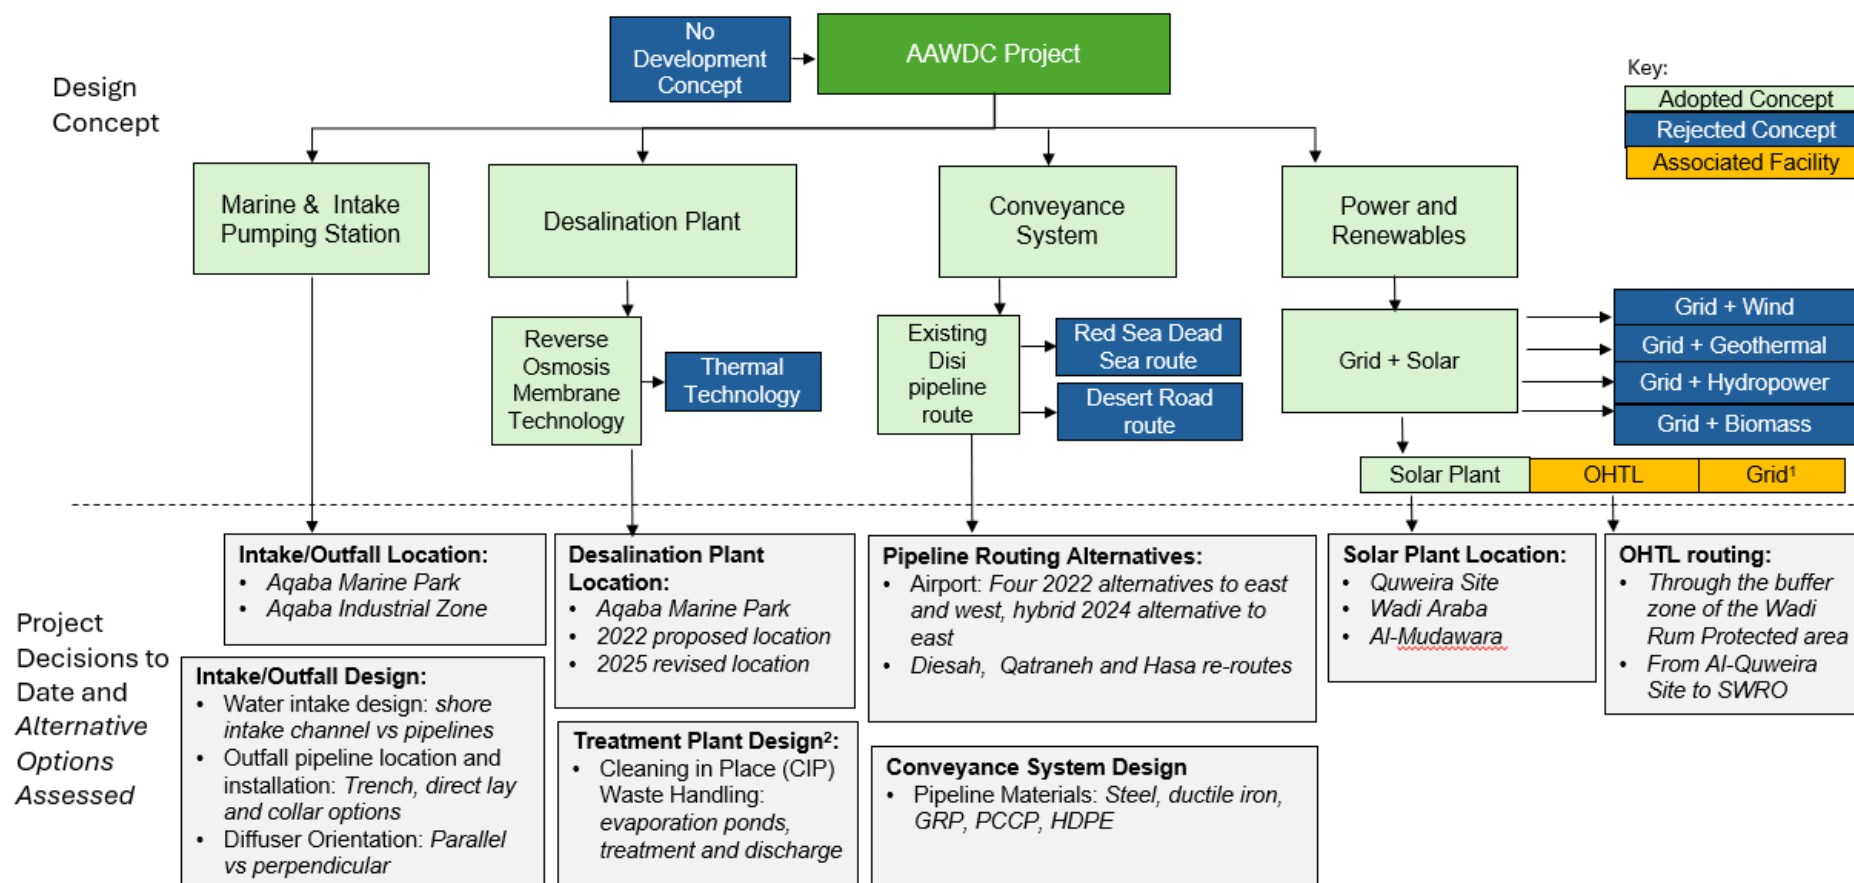 No
Development
Concept
AAWDC Project
Design
Concept
Key:
Adopted Concept
Rejected Concept
Associated Facility
Marine & Intake
Pumping Station
Desalination Plant
Conveyance
System
Power and
Renewables
Reverse
Osmosis
Membrane
Technology
Thermal
Technology
Existing
Disi
pipeline
route
Red Sea Dead
Sea route
Desert Road
route
Grid + Solar
Grid + Wind
Grid + Geothermal
Grid + Hydropower
Grid + Biomass
Solar Plant
OHTL
Grid¹
Project
Decisions to
Date and
Alternative
Options
Assessed
Intake/Outfall Location:
• Aqaba Marine Park
• Aqaba Industrial Zone
Intake/Outfall Design:
• Water intake design: shore
intake channel vs pipelines
• Outfall pipeline location and
installation: Trench, direct lay
and collar options
• Diffuser Orientation: Parallel
vs perpendicular
Desalination Plant
Location:
• Aqaba Marine Park
• 2022 proposed location
• 2025 revised location
Treatment Plant Design²:
• Cleaning in Place (CIP)
Waste Handling:
evaporation ponds,
treatment and discharge
Pipeline Routing Alternatives:
• Airport: Four 2022 alternatives to east
and west, hybrid 2024 alternative to
east
• Diesah, Qatraneh and Hasa re-routes
Conveyance System Design
• Pipeline Materials: Steel, ductile iron,
GRP, PCCP, HDPE
Solar Plant Location:
• Quweira Site
• Wadi Araba
• Al-Mudawara
OHTL routing:
• Through the buffer
zone of the Wadi
Rum Protected area
• From Al-Quweira
Site to SWRO